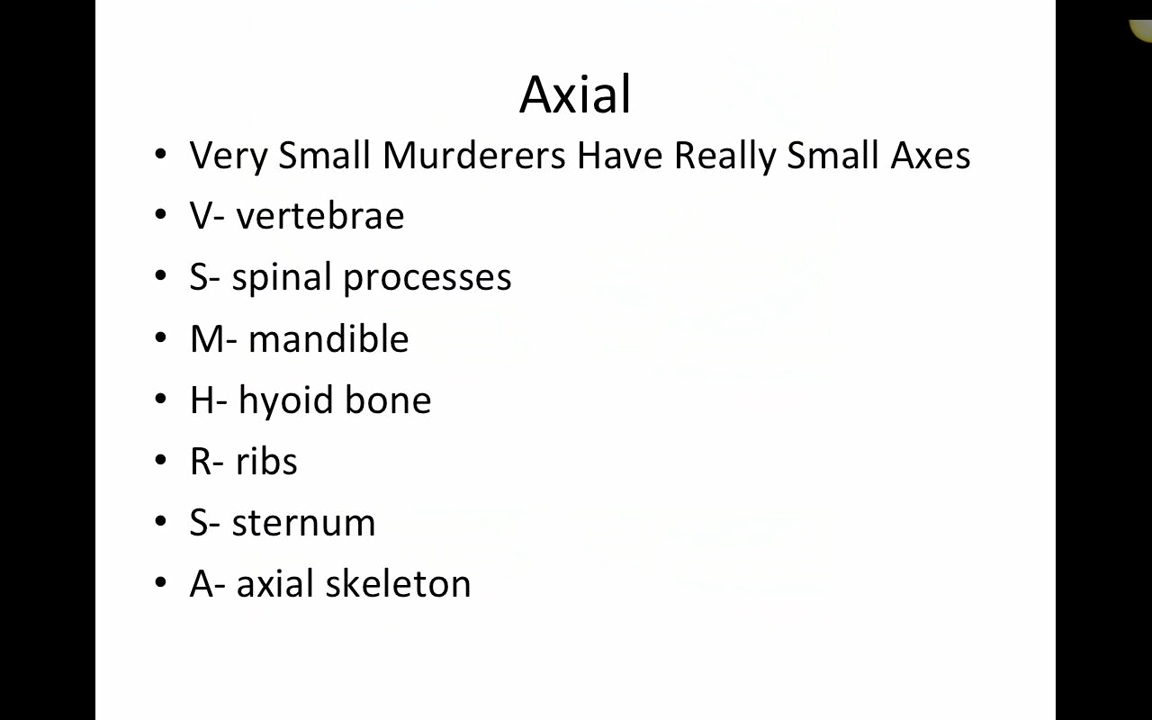 Axial
• Very Small Murderers Have Really Small Axes
• V- vertebrae
• S- spinal processes
• M- mandible
• H- hyoid bone
• R- ribs
• S- sternum
• A- axial skeleton